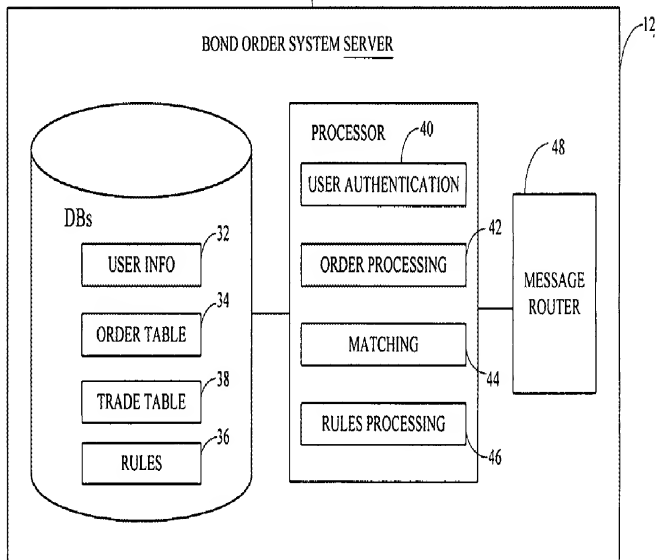 12
BOND ORDER SYSTEM SERVER
DBs
USER INFO
32
ORDER TABLE
34
TRADE TABLE
38
RULES
36
PROCESSOR
40
USER AUTHENTICATION
42
ORDER PROCESSING
MATCHING
44
RULES PROCESSING
46
48
MESSAGE
ROUTER